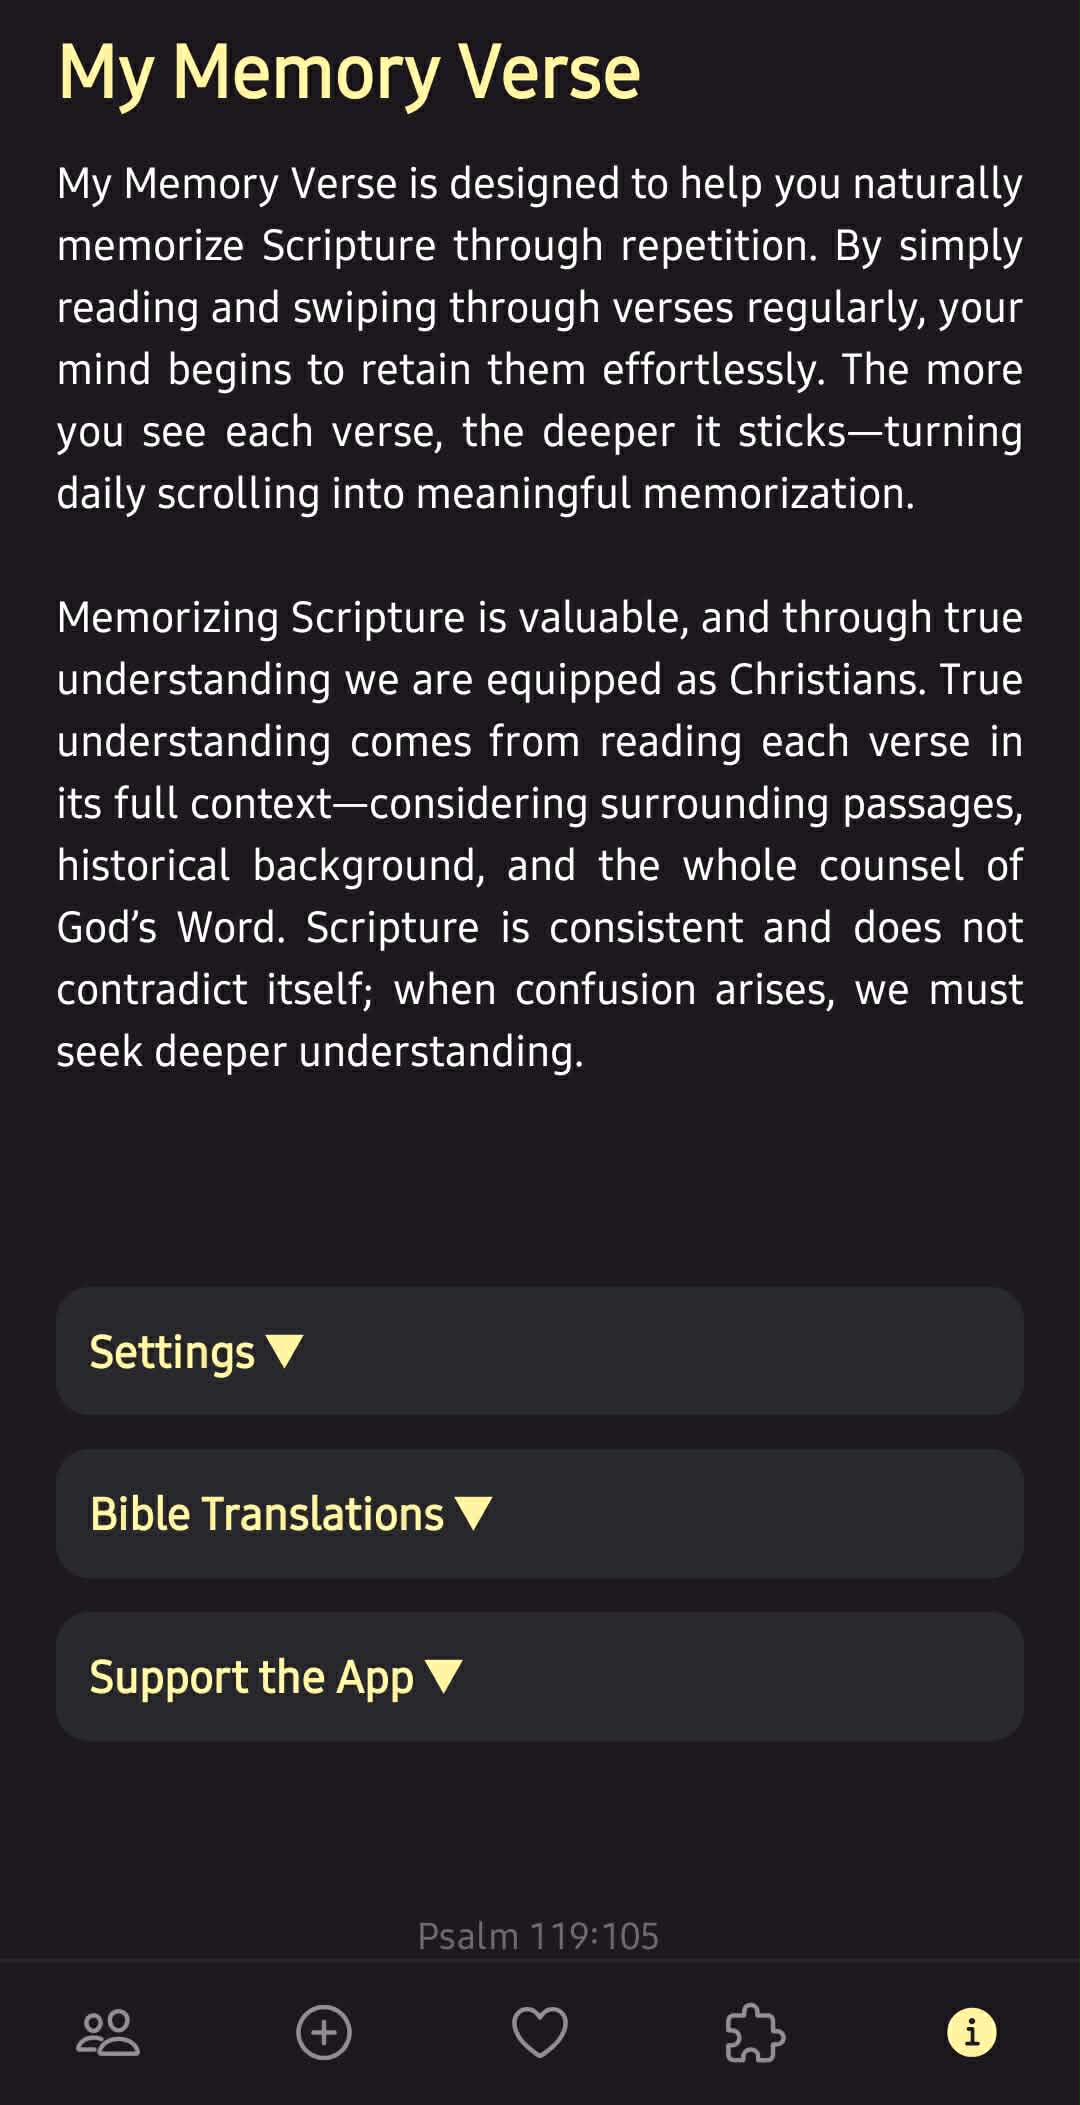 My Memory Verse
My Memory Verse is designed to help you naturally
memorize Scripture through repetition. By simply
reading and swiping through verses regularly, your
mind begins to retain them effortlessly. The more
you see each verse, the deeper it sticks—turning
daily scrolling into meaningful memorization.
Memorizing Scripture is valuable, and through true
understanding we are equipped as Christians. True
understanding comes from reading each verse in
its full context—considering surrounding passages,
historical background, and the whole counsel of
God’s Word. Scripture is consistent and does not
contradict itself; when confusion arises, we must
seek deeper understanding.
Settings ▼
Bible Translations ▼
Support the App ▼
Psalm 119:105